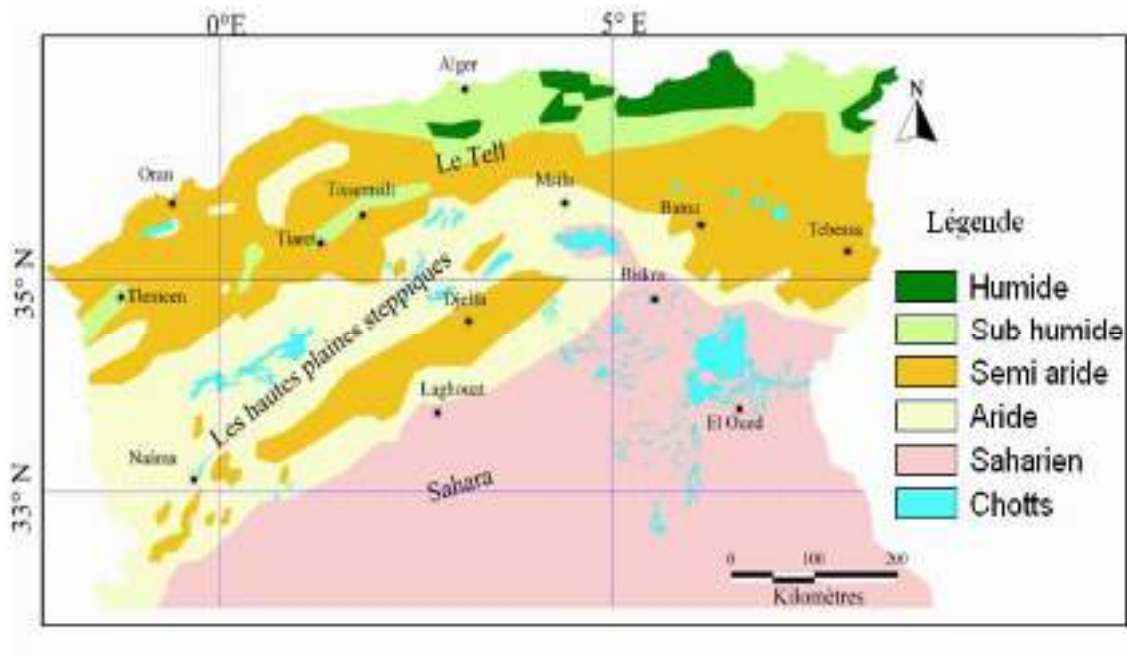 0°E
5° E
Alger
N
Le Tell
Oran
Tissemsilt
Msila
Batna
Légende
Tiaret
Tebessa
35° N
Biskra
Humide
Tlemcen
Djelfa
Sub humide
Les hautes plaines steppiques
Semi aride
Laghouat
El Oued
Aride
Naâma
Saharien
Sahara
33° N
Chotts
0 100 200
Kilomètres